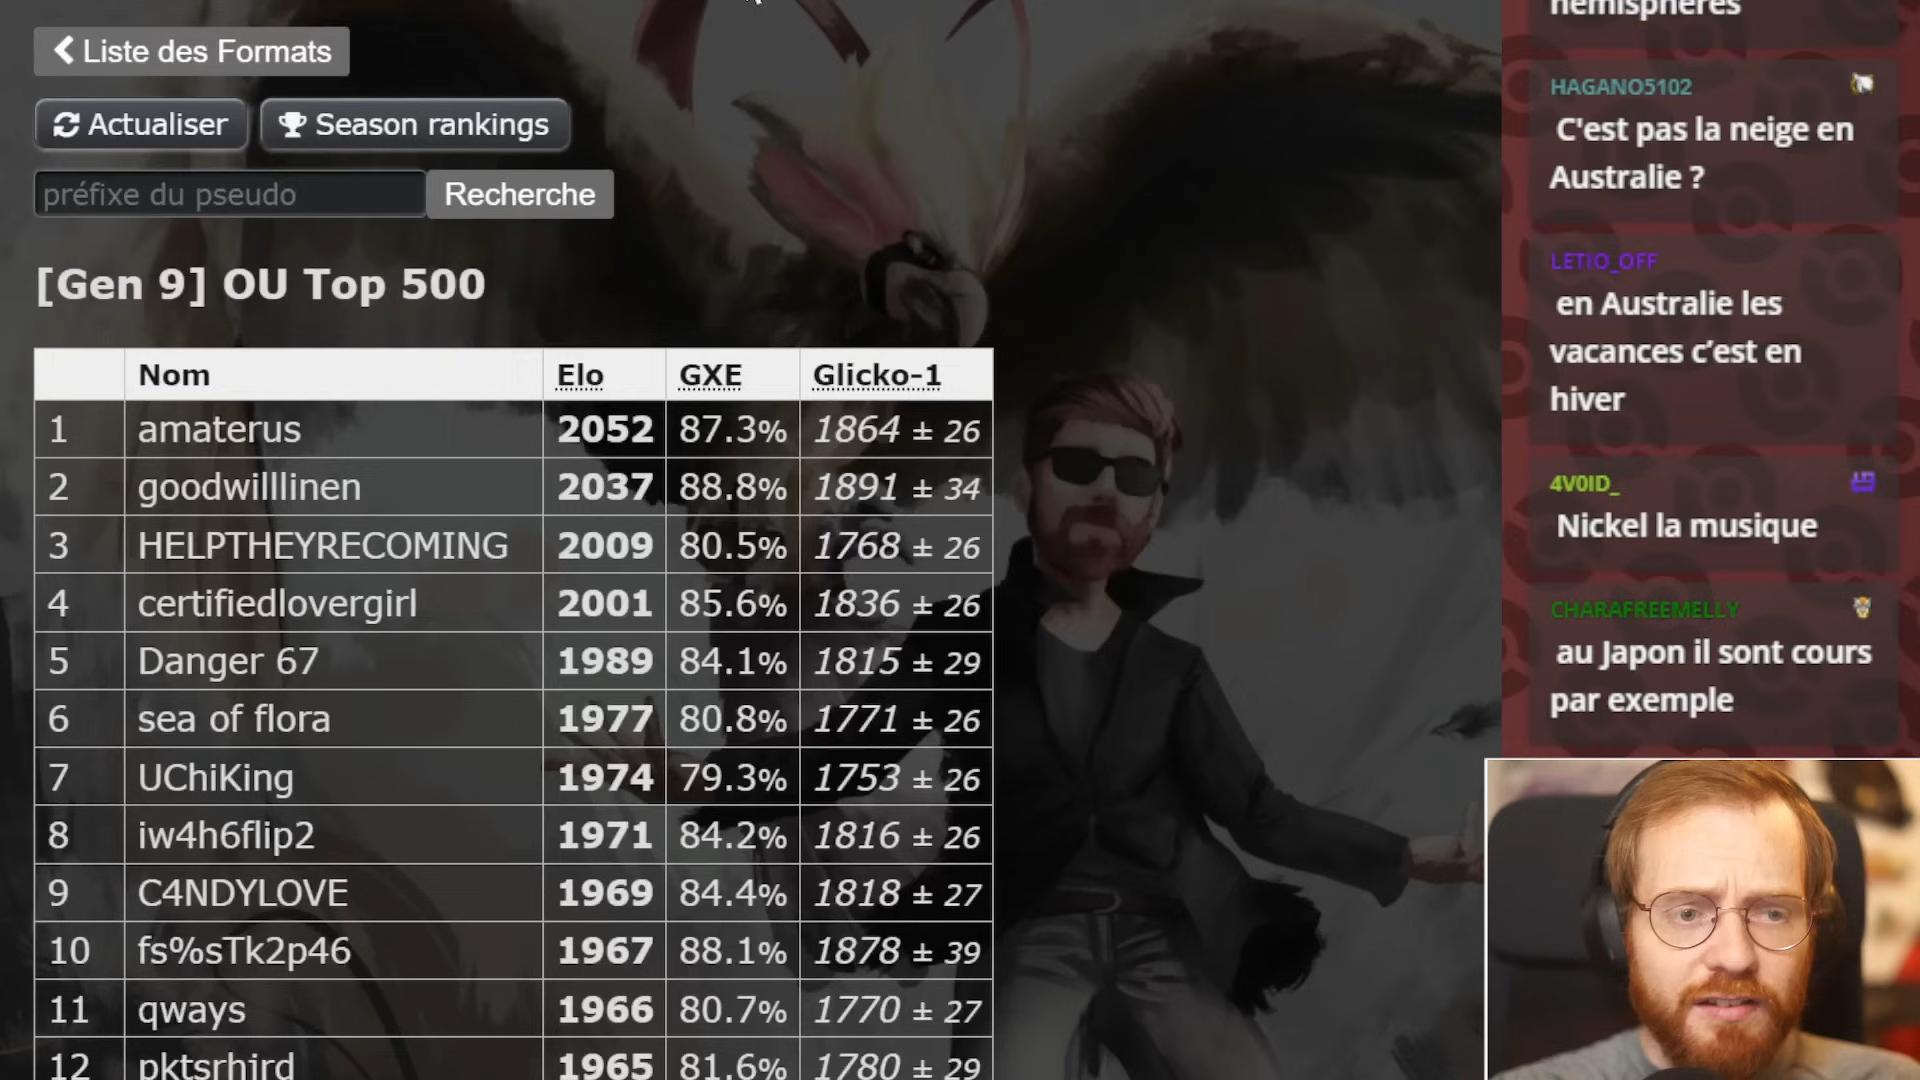 Liste des Formats
Actualiser
Season rankings
préfixe du pseudo
Recherche
[Gen 9] OU Top 500
Nom Elo GXE Glicko-1
1 amaterus 2052 87.3% 1864 ± 26
2 goodwilllinen 2037 88.8% 1891 ± 34
3 HELPTHEYRECOMING 2009 80.5% 1768 ± 26
4 certifiedlovergirl 2001 85.6% 1836 ± 26
5 Danger 67 1989 84.1% 1815 ± 29
6 sea of flora 1977 80.8% 1771 ± 26
7 UChiKing 1974 79.3% 1753 ± 26
8 iw4h6flip2 1971 84.2% 1816 ± 26
9 C4NDYLOVE 1969 84.4% 1818 ± 27
10 fs%sTk2p46 1967 88.1% 1878 ± 39
11 qways 1966 80.7% 1770 ± 27
12 pktsrhird 1965 81.6% 1780 ± 29
hémisphères
HAGANO5102
C'est pas la neige en
Australie ?
LETIO_OFF
en Australie les
vacances c’est en
hiver
4V0ID_
Nickel la musique
CHARAFREEMELLY
au Japon il sont cours
par exemple